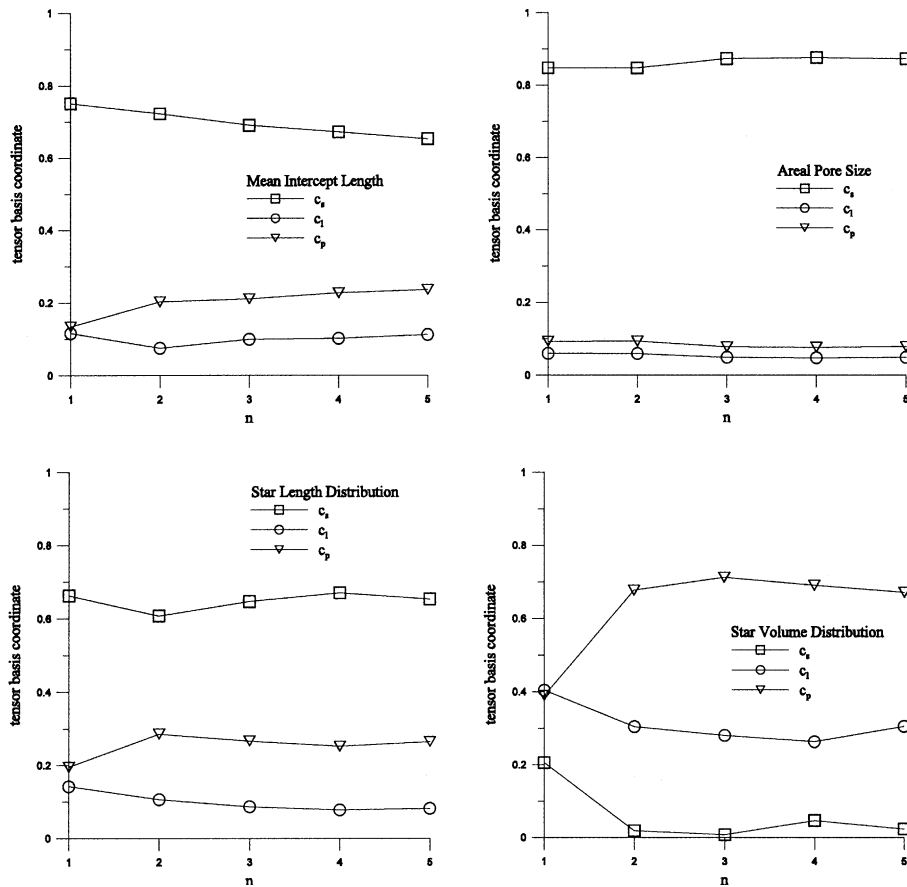 1
0.8
0.6
0.4
0.2
0
tensor basis coordinate
Mean Intercept Length
cs
cl
cp
1 2 3 4 5
n
1
0.8
0.6
0.4
0.2
0
tensor basis coordinate
Areal Pore Size
cs
cl
cp
1 2 3 4 5
n
1
0.8
0.6
0.4
0.2
0
tensor basis coordinate
Star Length Distribution
cs
cl
cp
1 2 3 4 5
n
1
0.8
0.6
0.4
0.2
0
tensor basis coordinate
Star Volume Distribution
cs
cl
cp
1 2 3 4 5
n